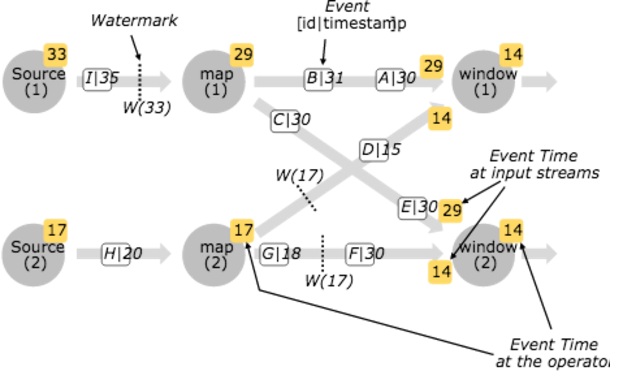 Watermark
Event
[id|timestamp]
33
29
29
14
Source
(1)
I|35
W(33)
map
(1)
B|31
A|30
window
(1)
C|30
14
D|15
W(17)
Event Time
at input streams
E|30
29
17
17
14
Source
(2)
H|20
map
(2)
G|18
F|30
W(17)
14
window
(2)
Event Time
at the operator